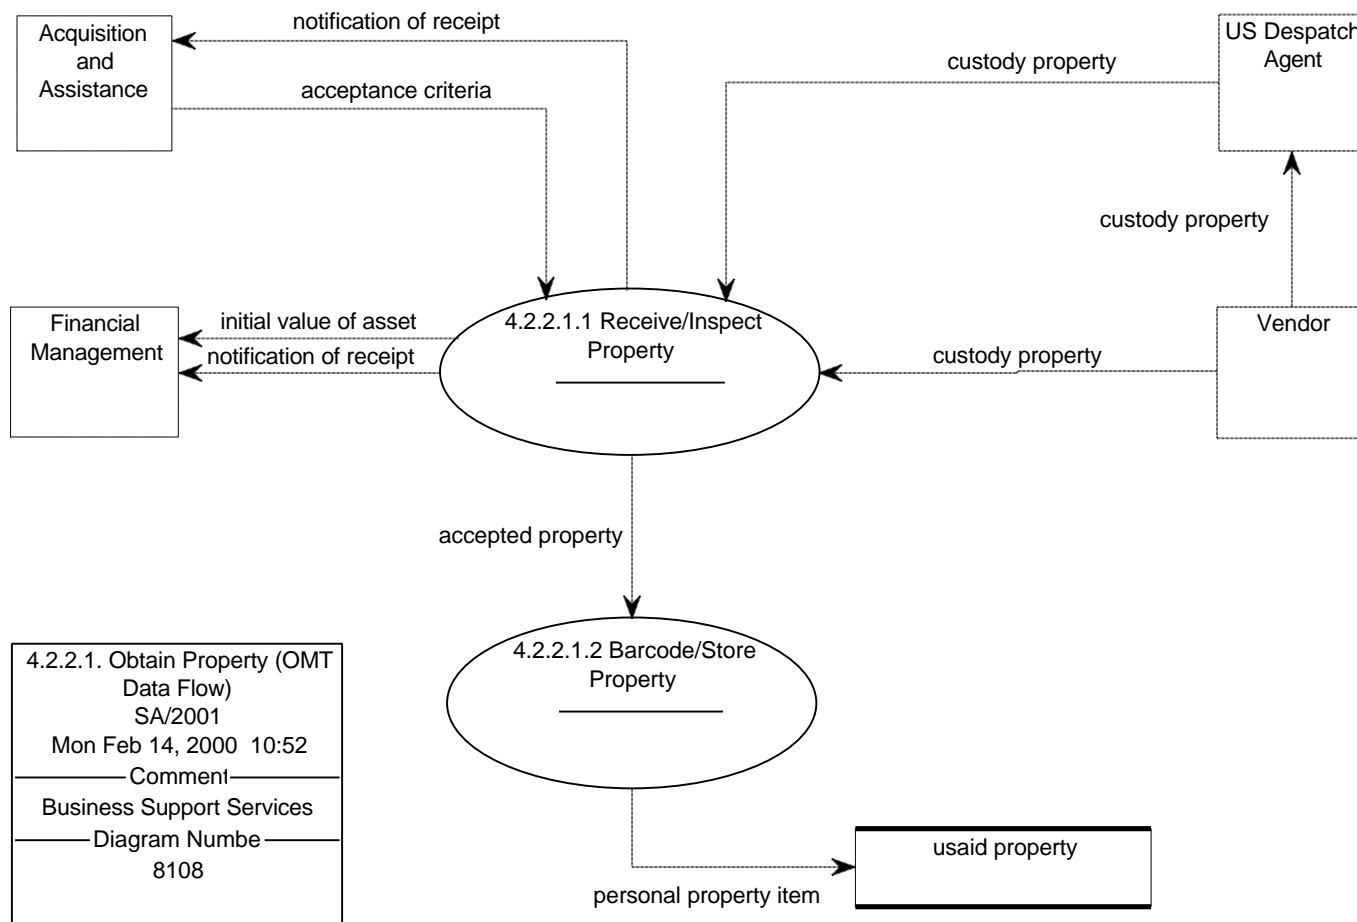 Acquisition
and
Assistance
notification of receipt
acceptance criteria
custody property
US Despatch
Agent
custody property
Financial
Management
initial value of asset
notification of receipt
4.2.2.1.1 Receive/Inspect
Property
custody property
Vendor
accepted property
4.2.2.1.2 Barcode/Store
Property
personal property item
usaid property
4.2.2.1. Obtain Property (OMT
Data Flow)
SA/2001
Mon Feb 14, 2000 10:52
Comment
Business Support Services
Diagram Numbe
8108